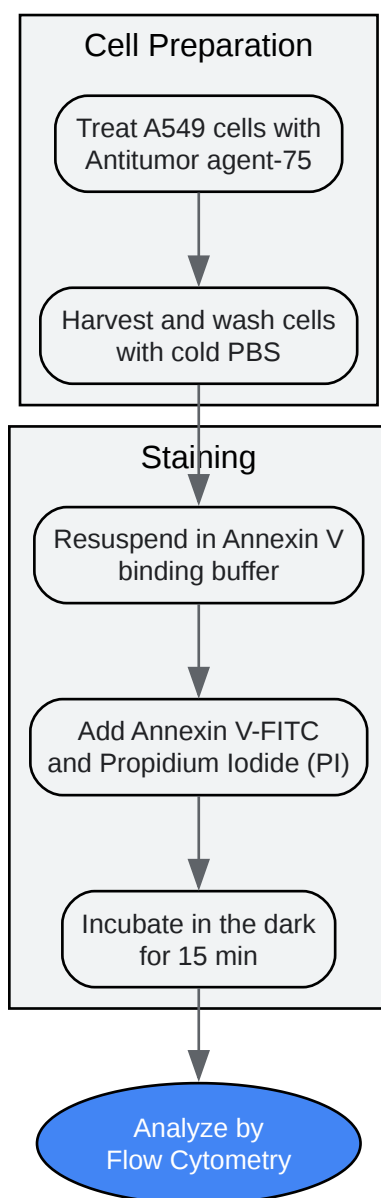 Cell Preparation
Treat A549 cells with
Antitumor agent-75
Harvest and wash cells
with cold PBS
Staining
Resuspend in Annexin V
binding buffer
Add Annexin V-FITC
and Propidium Iodide (PI)
Incubate in the dark
for 15 min
Analyze by
Flow Cytometry